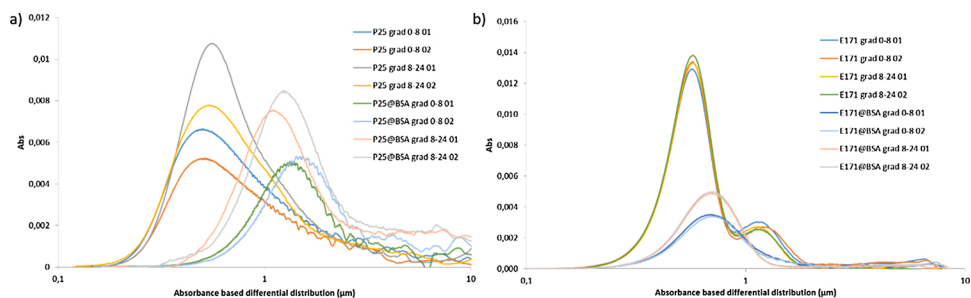 a)
0,012
0,01
0,008
0,006
0,004
0,002
0
Abs
0,1
1
10
Absorbance based differential distribution (µm)
P25 grad 0-8 01
P25 grad 0-8 02
P25 grad 8-24 01
P25 grad 8-24 02
P25@BSA grad 0-8 01
P25@BSA grad 0-8 02
P25@BSA grad 8-24 01
P25@BSA grad 8-24 02
b)
0,016
0,014
0,012
0,010
0,008
0,006
0,004
0,002
0,000
Abs
0,1
1
10
Absorbance based differential distribution (µm)
E171 grad 0-8 01
E171 grad 0-8 02
E171 grad 8-24 01
E171 grad 8-24 02
E171@BSA grad 0-8 01
E171@BSA grad 0-8 02
E171@BSA grad 8-24 01
E171@BSA grad 8-24 02